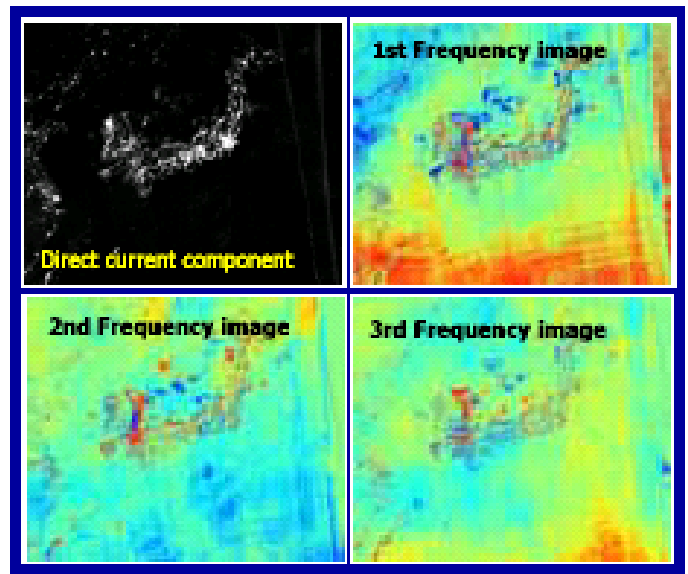 1st Frequency image
Direct current component
2nd Frequency image
3rd Frequency image